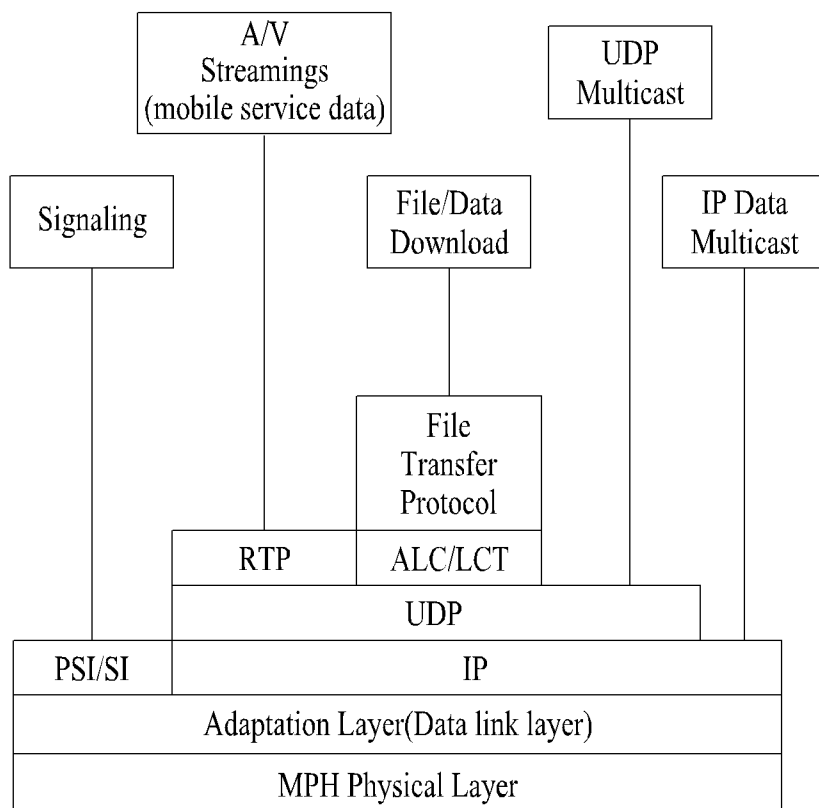 A/V
Streamings
(mobile service data)
UDP
Multicast
Signaling
File/Data
Download
IP Data
Multicast
File
Transfer
Protocol
RTP
ALC/LCT
UDP
PSI/SI
IP
Adaptation Layer(Data link layer)
MPH Physical Layer